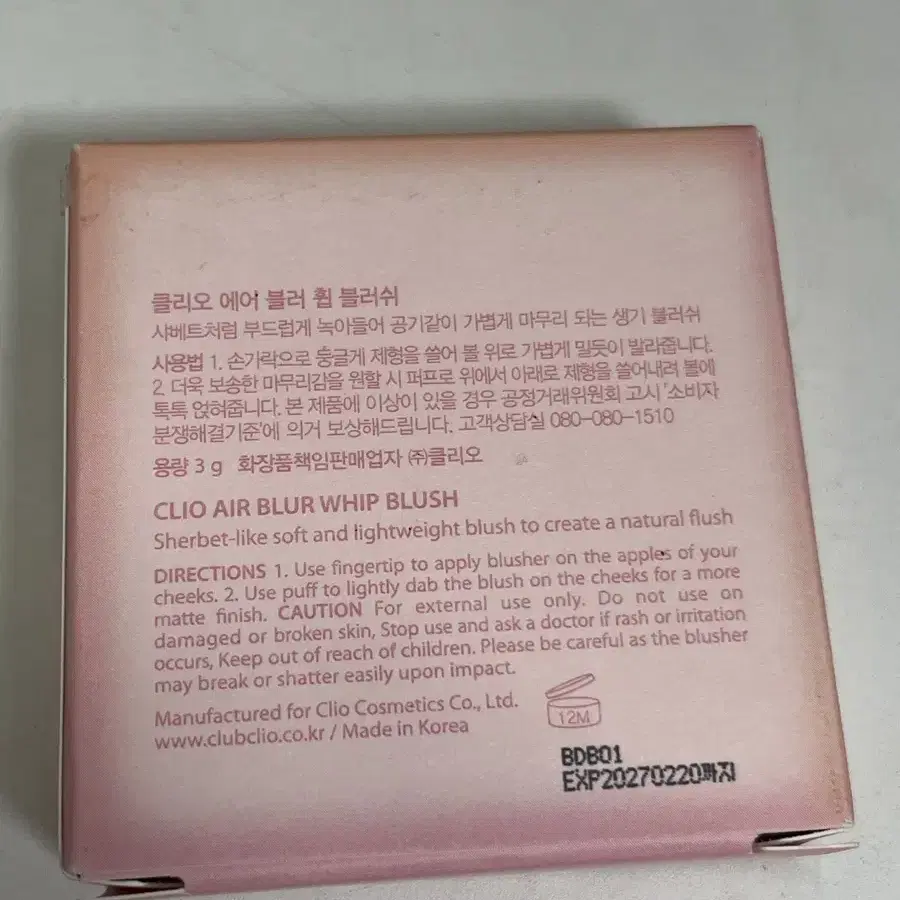 클리오 에어 블러 휩 블러쉬
샤베트처럼 부드럽게 녹아들어 공기같이 가볍게 마무리 되는 생기 블러쉬
사용법 1. 손가락으로 둥글게 제형을 쓸어 볼 위로 가볍게 밀듯이 발라줍니다.
2. 더욱 보송한 마무리감을 원할 시 퍼프로 위에서 아래로 제형을 쓸어내려 볼에
톡톡 얹혀줍니다. 본 제품에 이상이 있을 경우 공정거래위원회 고시 '소비자
분쟁해결기준'에 의거 보상해드립니다. 고객상담실 080-080-1510
용량 3 g 화장품책임판매업자 ㈜클리오
CLIO AIR BLUR WHIP BLUSH
Sherbet-like soft and lightweight blush to create a natural flush
DIRECTIONS 1. Use fingertip to apply blusher on the apples of your
cheeks. 2. Use puff to lightly dab the blush on the cheeks for a more
matte finish. CAUTION For external use only. Do not use on
damaged or broken skin, Stop use and ask a doctor if rash or irritation
occurs, Keep out of reach of children. Please be careful as the blusher
may break or shatter easily upon impact.
Manufactured for Clio Cosmetics Co., Ltd.
www.clubclio.co.kr / Made in Korea
12M
BDB01
EXP20270220까지